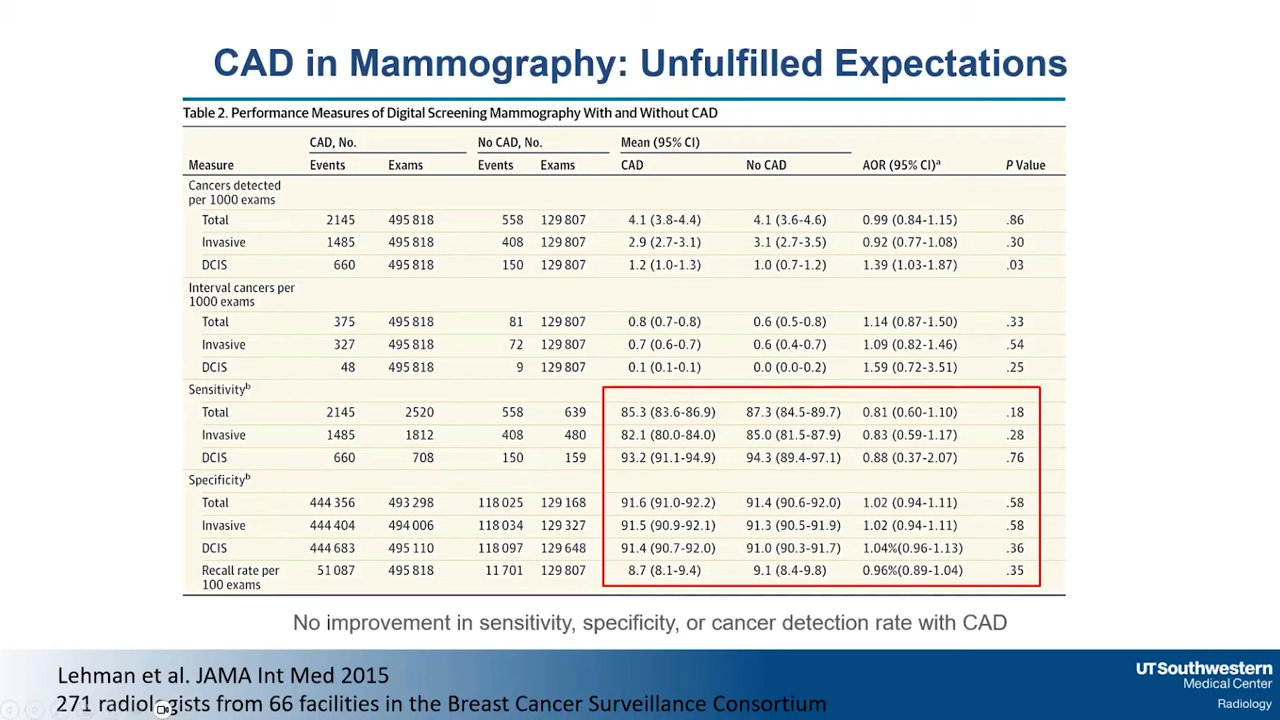 CAD in Mammography: Unfulfilled Expectations
Table 2. Performance Measures of Digital Screening Mammography With and Without CAD
CAD, No. No CAD, No. Mean (95% CI)
Measure Events Exams Events Exams CAD No CAD AOR (95% CI)a P Value
Cancers detected
per 1000 exams
Total 2145 495 818 558 129 807 4.1 (3.8-4.4) 4.1 (3.6-4.6) 0.99 (0.84-1.15) .86
Invasive 1485 495 818 408 129 807 2.9 (2.7-3.1) 3.1 (2.7-3.5) 0.92 (0.77-1.08) .30
DCIS 660 495 818 150 129 807 1.2 (1.0-1.3) 1.0 (0.7-1.2) 1.39 (1.03-1.87) .03
Interval cancers per
1000 exams
Total 375 495 818 81 129 807 0.8 (0.7-0.8) 0.6 (0.5-0.8) 1.14 (0.87-1.50) .33
Invasive 327 495 818 72 129 807 0.7 (0.6-0.7) 0.6 (0.4-0.7) 1.09 (0.82-1.46) .54
DCIS 48 495 818 9 129 807 0.1 (0.1-0.1) 0.0 (0.0-0.2) 1.59 (0.72-3.51) .25
Sensitivityb
Total 2145 2520 558 639 85.3 (83.6-86.9) 87.3 (84.5-89.7) 0.81 (0.60-1.10) .18
Invasive 1485 1812 408 480 82.1 (80.0-84.0) 85.0 (81.5-87.9) 0.83 (0.59-1.17) .28
DCIS 660 708 150 159 93.2 (91.1-94.9) 94.3 (89.4-97.1) 0.88 (0.37-2.07) .76
Specificityb
Total 444 356 493 298 118 025 129 168 91.6 (91.0-92.2) 91.4 (90.6-92.0) 1.02 (0.94-1.11) .58
Invasive 444 404 494 006 118 034 129 327 91.5 (90.9-92.1) 91.3 (90.5-91.9) 1.02 (0.94-1.11) .58
DCIS 444 683 495 110 118 097 129 648 91.4 (90.7-92.0) 91.0 (90.3-91.7) 1.04%(0.96-1.13) .36
Recall rate per
100 exams 51 087 495 818 11 701 129 807 8.7 (8.1-9.4) 9.1 (8.4-9.8) 0.96%(0.89-1.04) .35
No improvement in sensitivity, specificity, or cancer detection rate with CAD
Lehman et al. JAMA Int Med 2015
271 radiologists from 66 facilities in the Breast Cancer Surveillance Consortium
UT Southwestern
Medical Center
Radiology